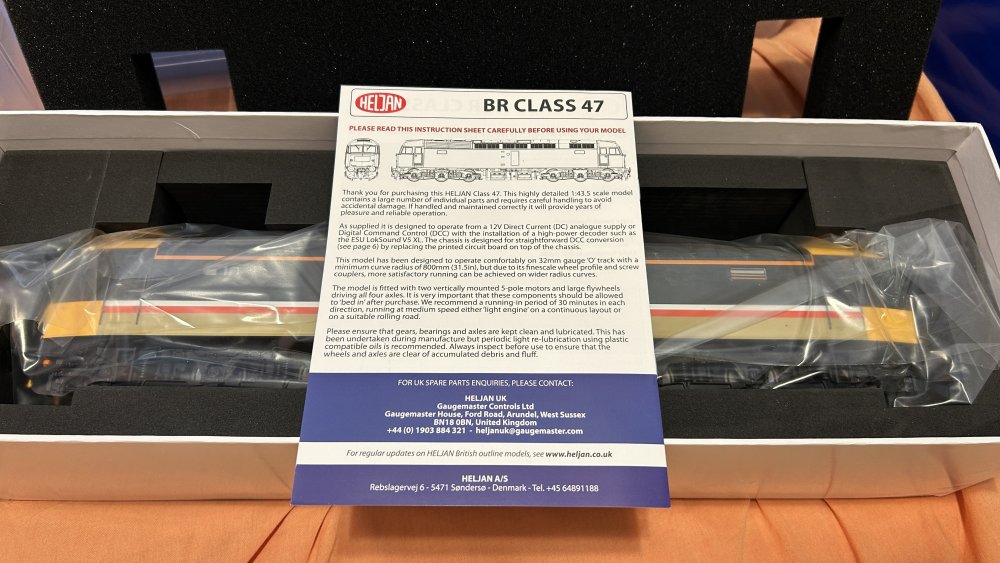 HELJAN
BR CLASS 47
PLEASE READ THIS INSTRUCTION SHEET CAREFULLY BEFORE USING YOUR MODEL
Thank you for purchasing this HELJAN Class 47. This highly detailed 1:43.5 scale model
contains a large number of individual parts and requires careful handling to avoid
accidental damage. If handled and maintained correctly it will provide years of
pleasure and reliable operation.
As supplied it is designed to operate from a 12V Direct Current (DC) analogue supply or
Digital Command Control (DCC) with the installation of a high-power decoder such as
the ESU LokSound V5 XL. The chassis is designed for straightforward DCC conversion
(see page 6) by replacing the printed circuit board on top of the chassis.
This model has been designed to operate comfortably on 32mm gauge 'O' track with a
minimum curve radius of 800mm (31.5in), but due to its finescale wheel profile and screw
couplers, more satisfactory running can be achieved on wider radius curves.
The model is fitted with two vertically mounted 5-pole motors and large flywheels
driving all four axles. It is very important that these components should be allowed
to 'bed in' after purchase. We recommend a running-in period of 30 minutes in each
direction, running at medium speed either 'light engine' on a continuous layout or
on a suitable rolling road.
Please ensure that gears, bearings and axles are kept clean and lubricated. This has
been undertaken during manufacture but periodic light re-lubrication using plastic
compatible oils is recommended. Always inspect before use to ensure that the
wheels and axles are clear of accumulated debris and fluff.
FOR UK SPARE PARTS ENQUIRIES, PLEASE CONTACT:
HELJAN UK
Gaugemaster Controls Ltd
Gaugemaster House, Ford Road, Arundel, West Sussex
BN18 0BN, United Kingdom
+44 (0) 1903 884 321 - heljanuk@gaugemaster.com
For regular updates on HELJAN British outline models, see www.heljan.co.uk
HELJAN A/S
Rebslagervej 6 - 5471 Søndersø - Denmark - Tel. +45 64891188